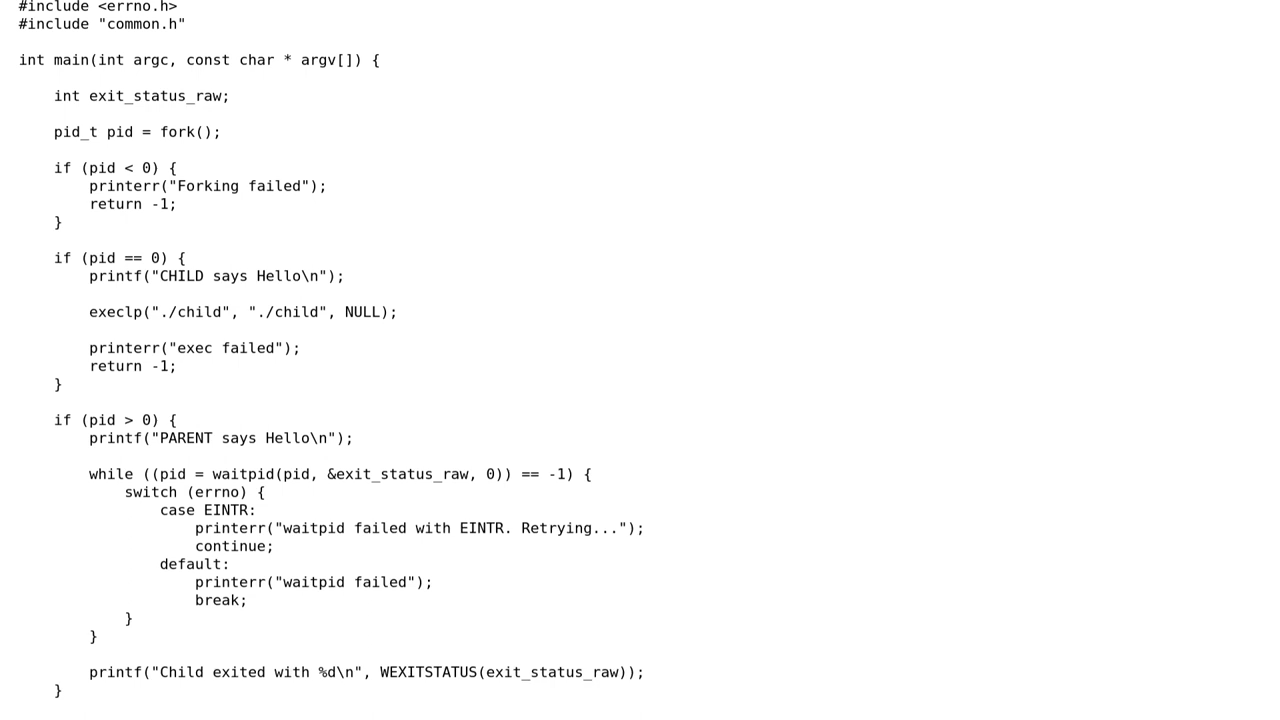 #include <errno.h>
#include "common.h"

int main(int argc, const char * argv[]) {

    int exit_status_raw;

    pid_t pid = fork();

    if (pid < 0) {
        printerr("Forking failed");
        return -1;
    }

    if (pid == 0) {
        printf("CHILD says Hello\n");

        execlp("./child", "./child", NULL);

        printerr("exec failed");
        return -1;
    }

    if (pid > 0) {
        printf("PARENT says Hello\n");

        while ((pid = waitpid(pid, &exit_status_raw, 0)) == -1) {
            switch (errno) {
                case EINTR:
                    printerr("waitpid failed with EINTR. Retrying...");
                    continue;
                default:
                    printerr("waitpid failed");
                    break;
            }
        }

        printf("Child exited with %d\n", WEXITSTATUS(exit_status_raw));
    }